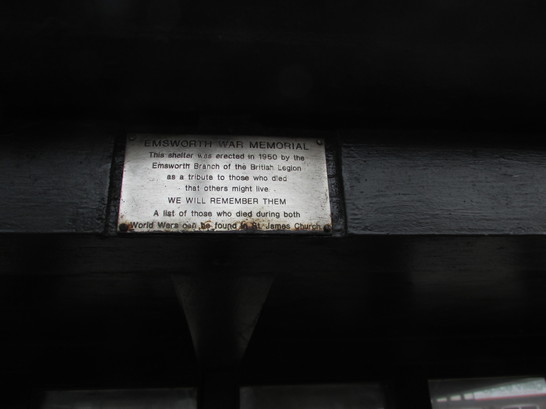 EMSWORTH WAR MEMORIAL
This shelter was erected in 1950 by the
Emsworth Branch of the British Legion
as a tribute to those who died
that others might live
WE WILL REMEMBER THEM
A list of those who died during both
World Wars can be found in St. James Church